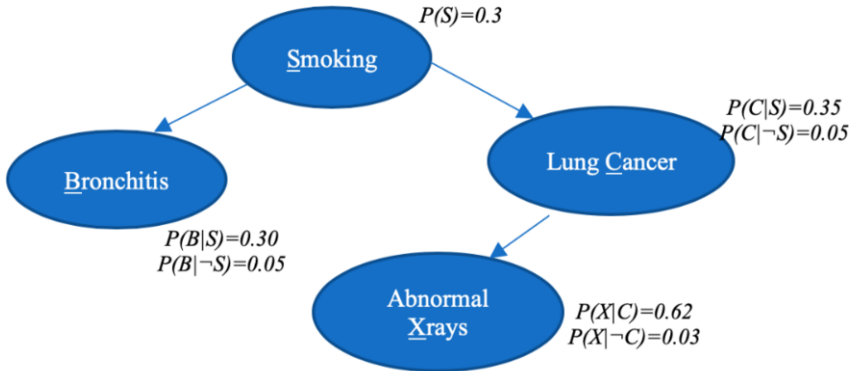 P(S)=0.3
Smoking
P(C|S)=0.35
P(C|¬S)=0.05
Lung Cancer
Bronchitis
P(B|S)=0.30
P(B|¬S)=0.05
Abnormal
Xrays
P(X|C)=0.62
P(X|¬C)=0.03